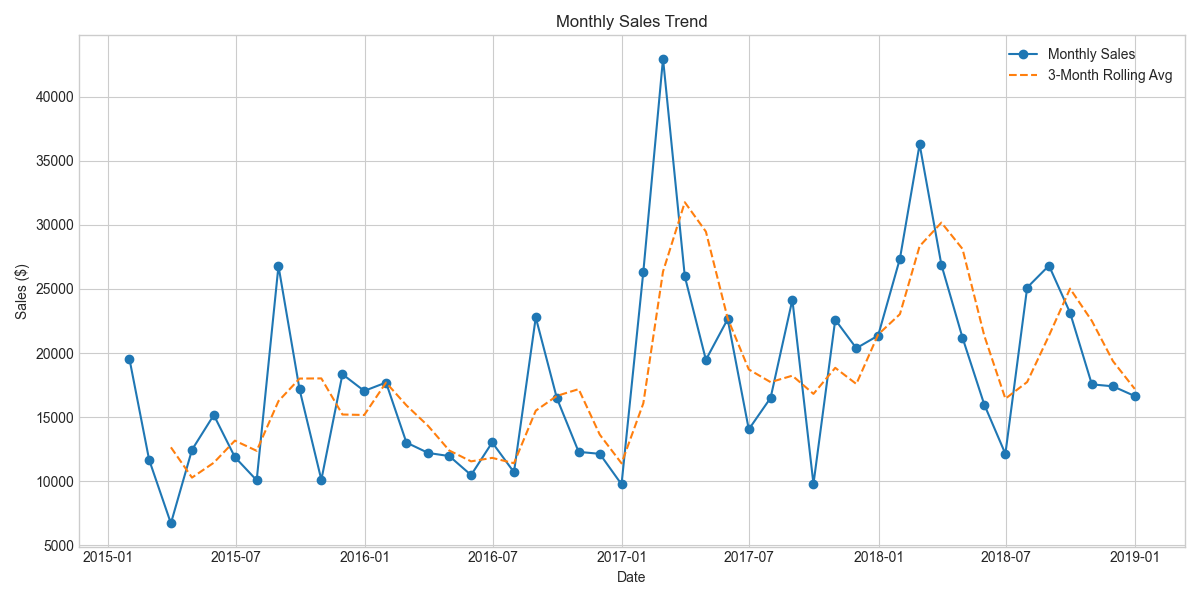 Monthly Sales Trend
Monthly Sales
3-Month Rolling Avg
Sales ($)
40000
35000
30000
25000
20000
15000
10000
5000
2015-01 2015-07 2016-01 2016-07 2017-01 2017-07 2018-01 2018-07 2019-01
Date